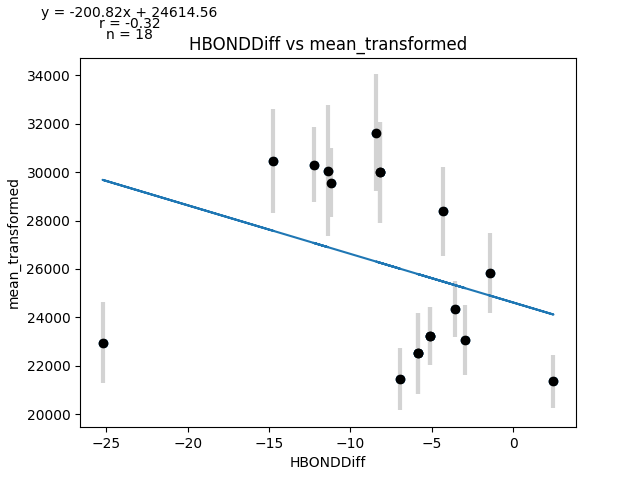 y = -200.82x + 24614.56
r = -0.32
n = 18
HBONDDiff vs mean_transformed
34000
32000
30000
28000
26000
24000
22000
20000
mean_transformed
−25
−20
−15
−10
−5
0
HBONDDiff